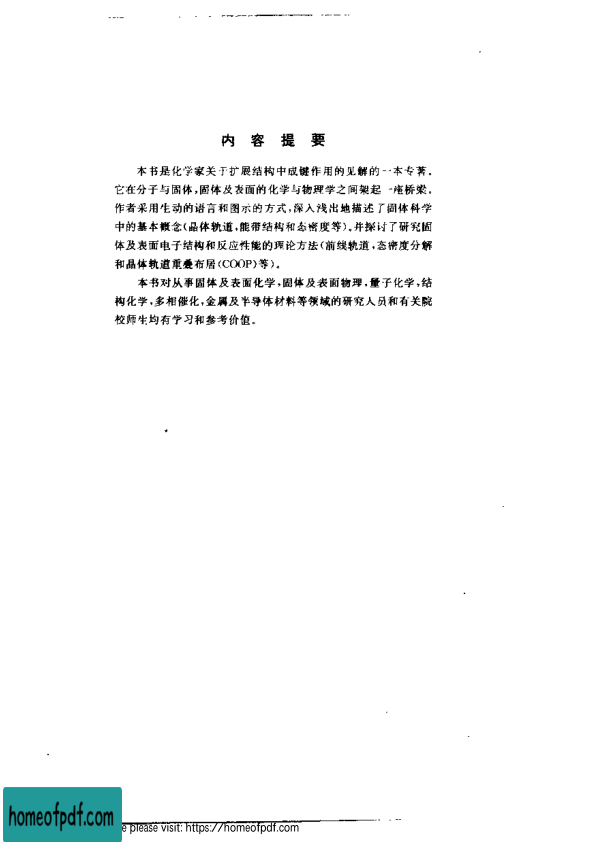 内 容 提 要
本书是化学家关于扩展结构中成键作用的见解的一本专著。
它在分子与固体,固体及表面的化学与物理学之间架起一座桥梁。
作者采用生动的语言和图示的方式,深入浅出地描述了固体科学
中的基本概念(晶体轨道,能带结构和态密度等)。并探讨了研究固
体及表面电子结构和反应性能的理论方法(前线轨道,态密度分解
和晶体轨道重叠布居(COOP)等)。
本书对从事固体及表面化学,固体及表面物理,量子化学,结
构化学,多相催化,金属及半导体材料等领域的研究人员和有关院
校师生均有学习和参考价值。
homeofpdf.com
e please visit: https://homeofpdf.com